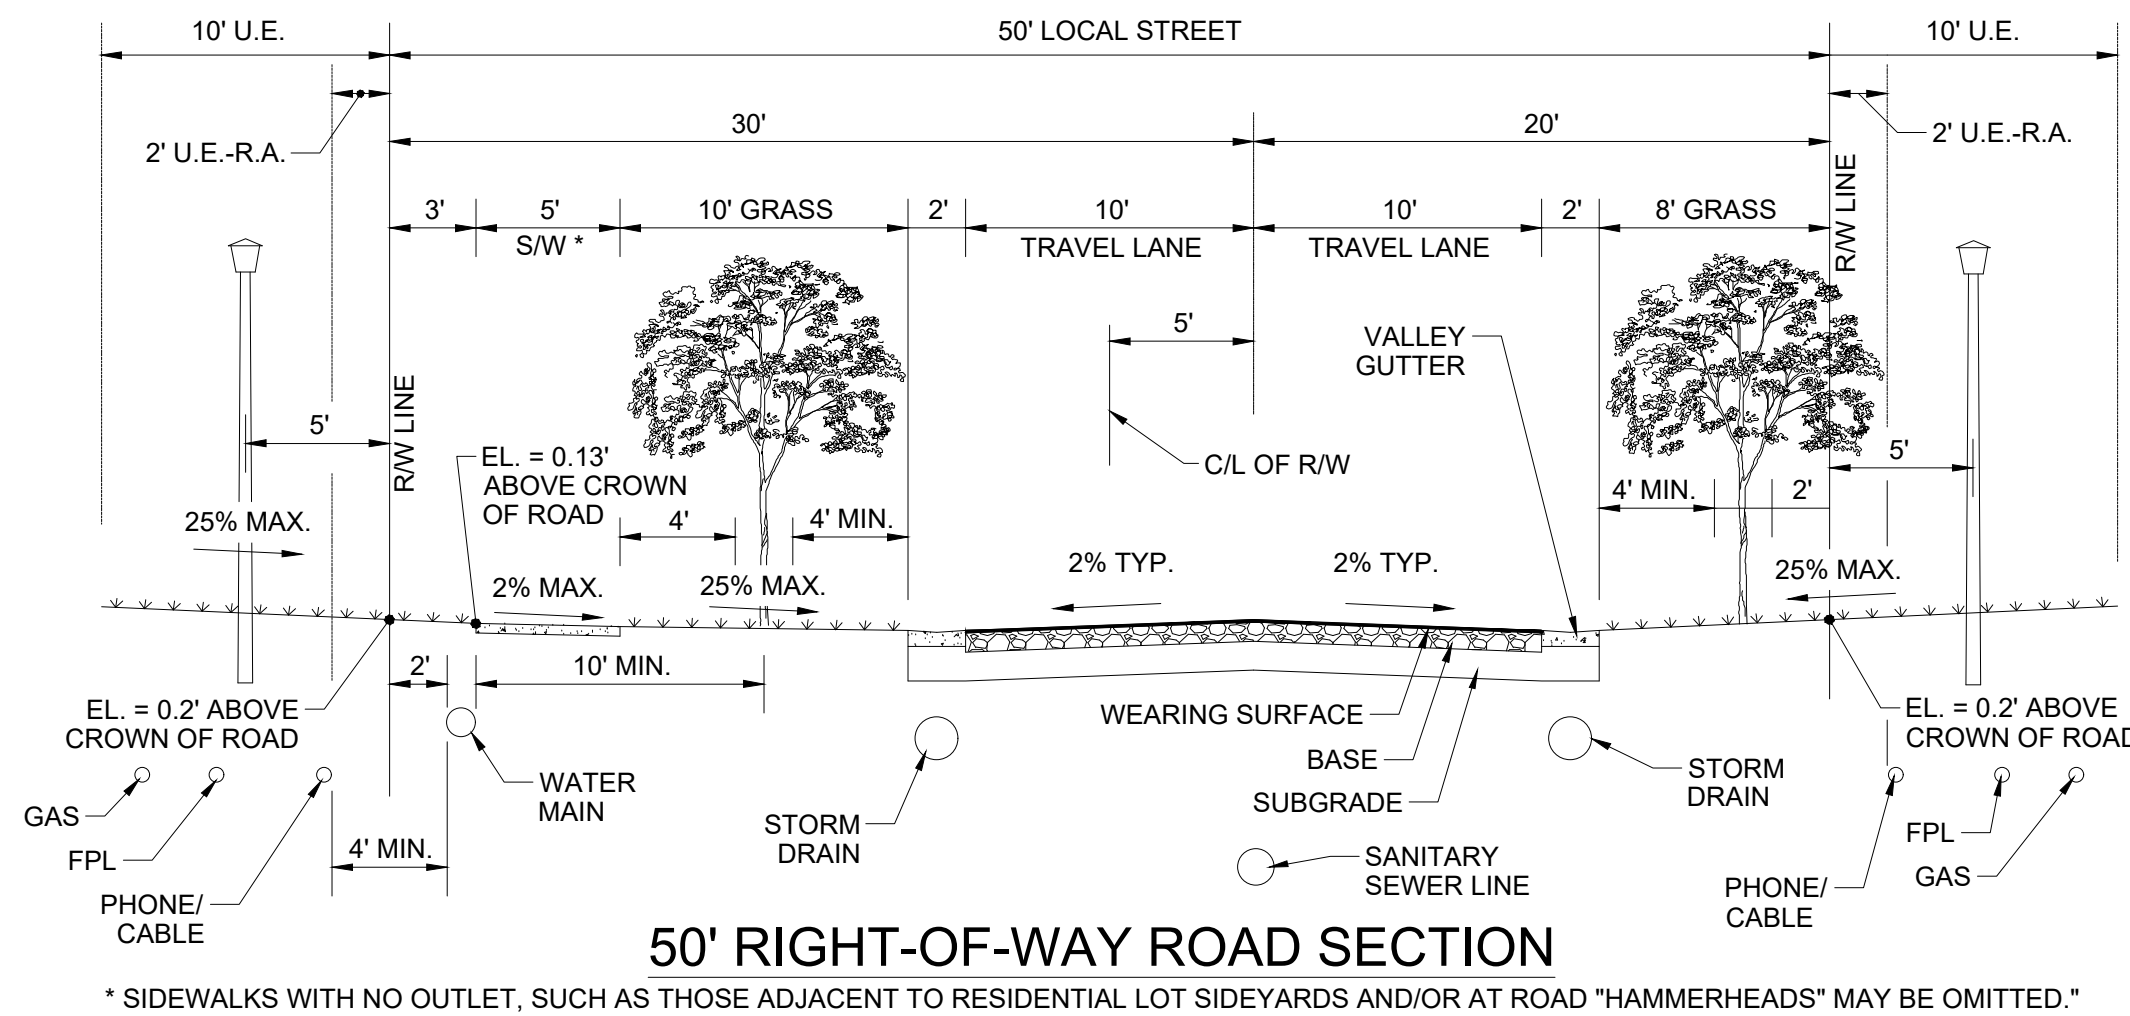 10' U.E.
50' LOCAL STREET
10' U.E.
2' U.E.-R.A.
30'
20'
2' U.E.-R.A.
3'
5'
S/W *
10' GRASS
2'
10'
TRAVEL LANE
10'
TRAVEL LANE
2'
8' GRASS
R/W LINE
5'
VALLEY
GUTTER
5'
R/W LINE
EL. = 0.13'
ABOVE CROWN
OF ROAD
C/L OF R/W
5'
25% MAX.
4'
4' MIN.
4' MIN.
2'
2% MAX.
25% MAX.
2% TYP.
2% TYP.
25% MAX.
2'
10' MIN.
EL. = 0.2' ABOVE
CROWN OF ROAD
WEARING SURFACE
EL. = 0.2' ABOVE
CROWN OF ROAD
WATER
MAIN
BASE
STORM
DRAIN
GAS
SUBGRADE
STORM
DRAIN
FPL
4' MIN.
SANITARY
SEWER LINE
FPL
GAS
PHONE/
CABLE
PHONE/
CABLE
50' RIGHT-OF-WAY ROAD SECTION
* SIDEWALKS WITH NO OUTLET, SUCH AS THOSE ADJACENT TO RESIDENTIAL LOT SIDEYARDS AND/OR AT ROAD "HAMMERHEADS" MAY BE OMITTED."